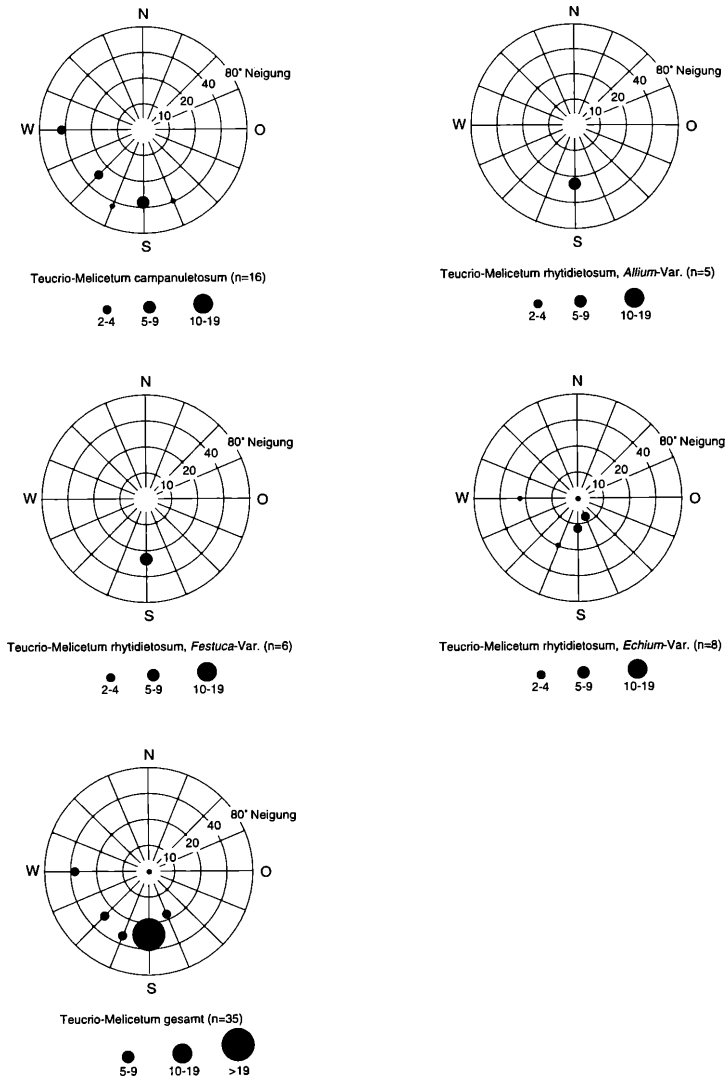 N
80° Neigung
40
20
10
W
O
S
Teucrio-Melicetum campanuletosum (n=16)
2-4 5-9 10-19
N
80° Neigung
40
20
10
W
O
S
Teucrio-Melicetum rhytidietosum, Allium-Var. (n=5)
2-4 5-9 10-19
N
80° Neigung
40
20
10
W
O
S
Teucrio-Melicetum rhytidietosum, Festuca-Var. (n=6)
2-4 5-9 10-19
N
80° Neigung
40
20
10
W
O
S
Teucrio-Melicetum rhytidietosum, Echium-Var. (n=8)
2-4 5-9 10-19
N
80° Neigung
40
20
10
W
O
S
Teucrio-Melicetum gesamt (n=35)
5-9 10-19 >19